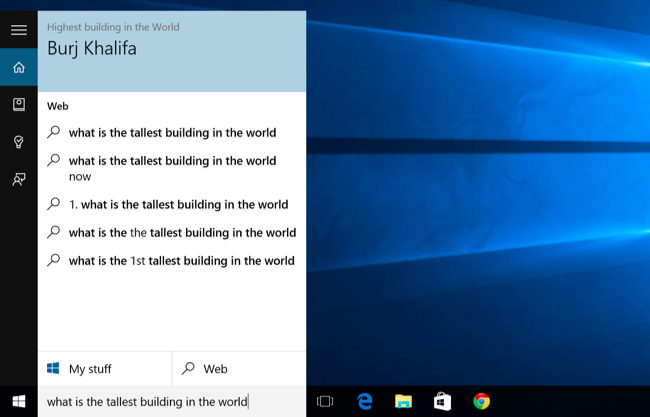 Highest building in the World
Burj Khalifa
Web
what is the tallest building in the world
what is the tallest building in the world
now
1. what is the tallest building in the world
what is the the tallest building in the world
what is the 1st tallest building in the world
My stuff
Web
what is the tallest building in the world